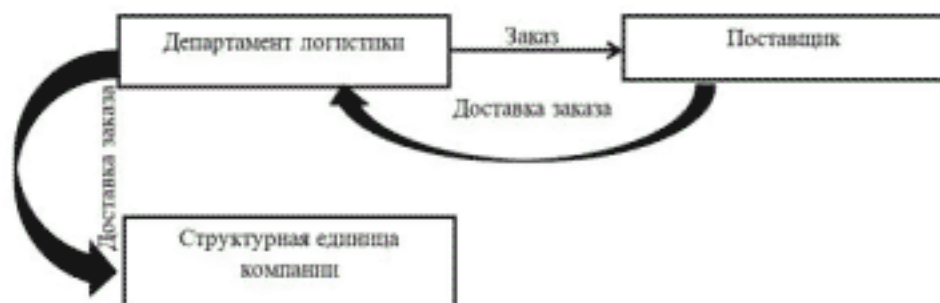 Департамент логистики
Заказ
Поставщик
Доставка заказа
Доставка заказа
Структурная единица
компании